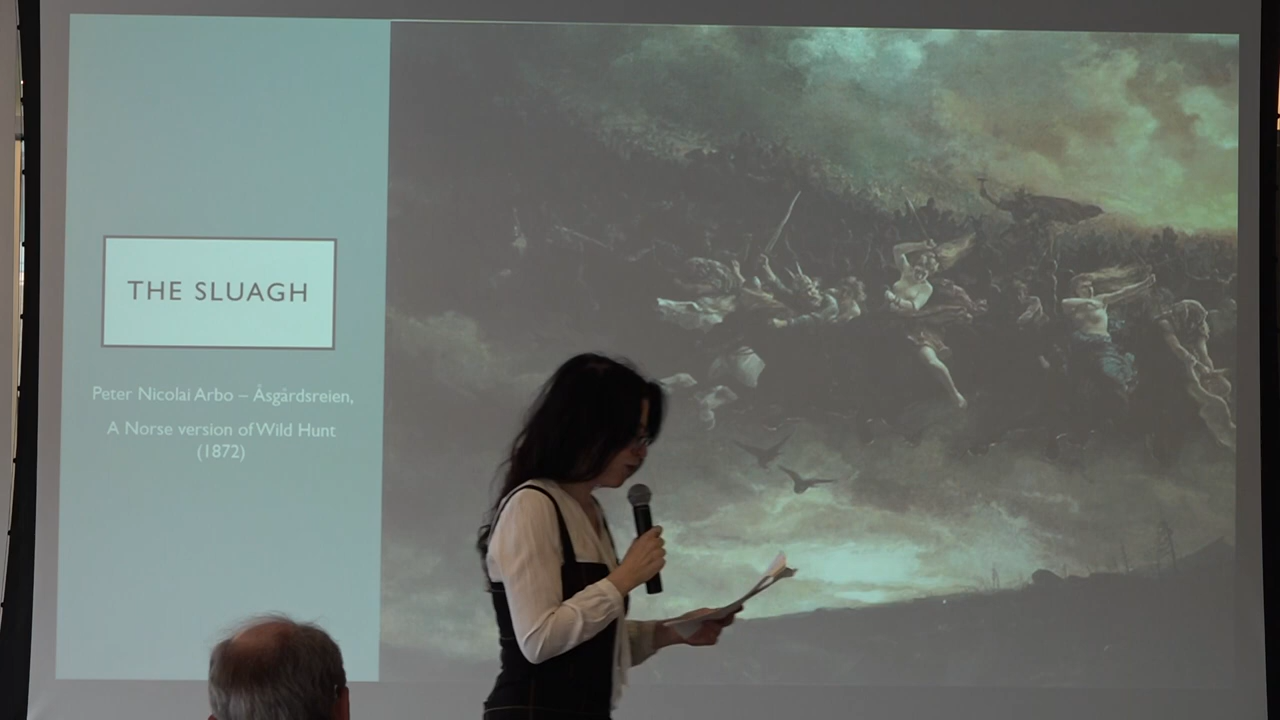 THE SLUAGH
Peter Nicolai Arbo – Åsgårdsreien,
A Norse version of Wild Hunt
(1872)